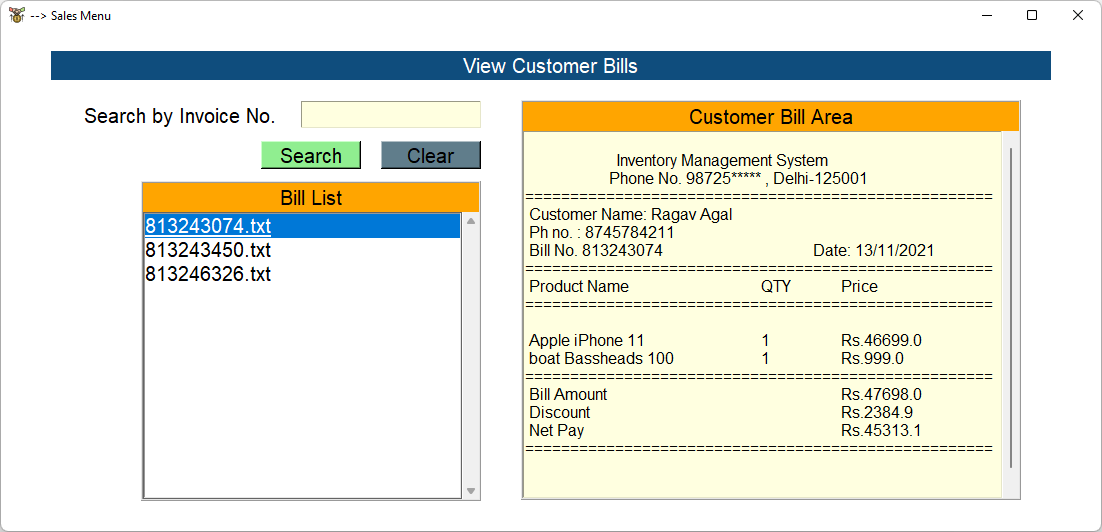 --> Sales Menu
View Customer Bills
Search by Invoice No.
Search Clear
Bill List
813243074.txt
813243450.txt
813246326.txt
Customer Bill Area
Inventory Management System
Phone No. 98725***** , Delhi-125001
==================================================
Customer Name: Ragav Agal
Ph no. : 8745784211
Bill No. 813243074 Date: 13/11/2021
==================================================
Product Name QTY Price
==================================================
Apple iPhone 11 1 Rs.46699.0
boat Bassheads 100 1 Rs.999.0
==================================================
Bill Amount Rs.47698.0
Discount Rs.2384.9
Net Pay Rs.45313.1
==================================================